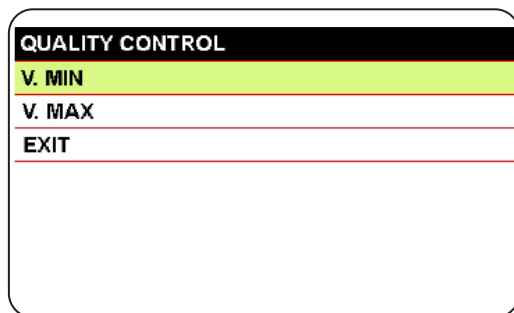 QUALITY CONTROL
V. MIN
V. MAX
EXIT